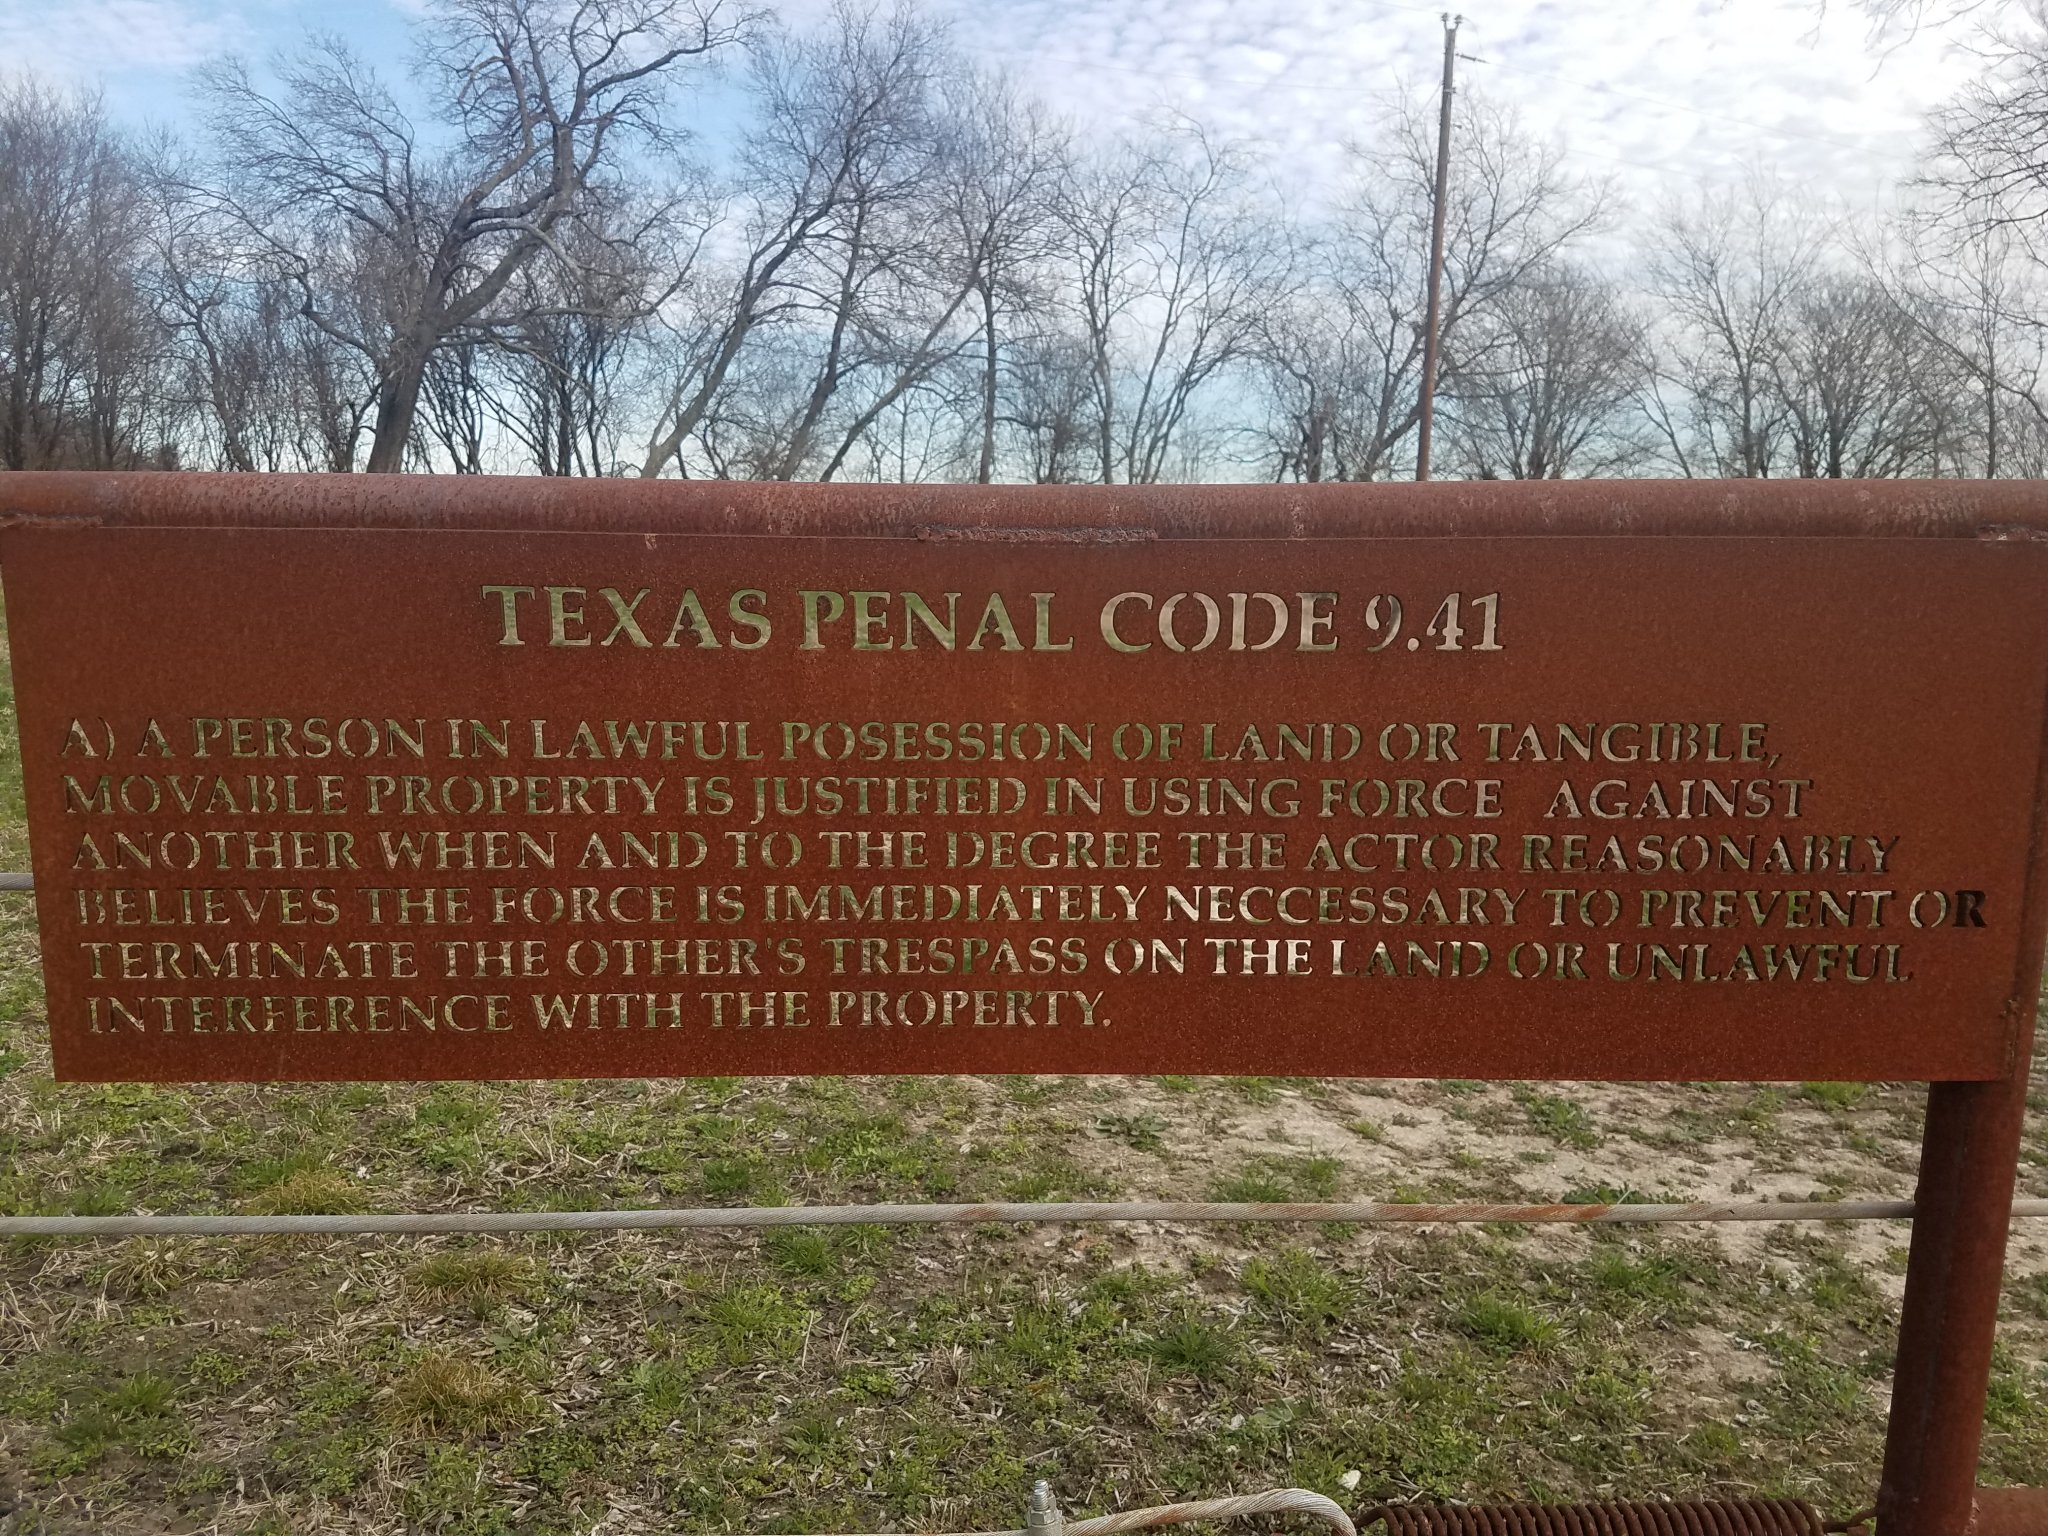 TEXAS PENAL CODE 9.41
A) A PERSON IN LAWFUL POSESSION OF LAND OR TANGIBLE,
MOVABLE PROPERTY IS JUSTIFIED IN USING FORCE AGAINST
ANOTHER WHEN AND TO THE DEGREE THE ACTOR REASONABLY
BELIEVES THE FORCE IS IMMEDIATELY NECCESSARY TO PREVENT OR
TERMINATE THE OTHER'S TRESPASS ON THE LAND OR UNLAWFUL
INTERFERENCE WITH THE PROPERTY.